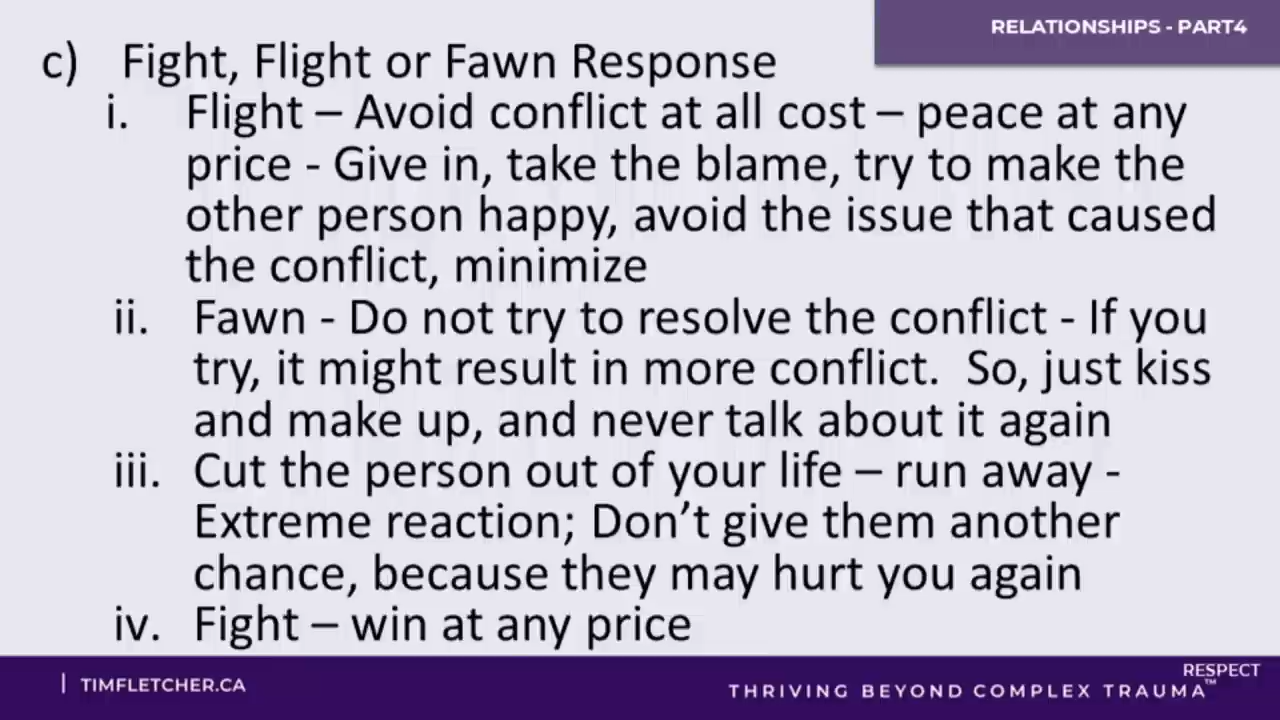 RELATIONSHIPS - PART4
c) Fight, Flight or Fawn Response
i. Flight – Avoid conflict at all cost – peace at any
price - Give in, take the blame, try to make the
other person happy, avoid the issue that caused
the conflict, minimize
ii. Fawn - Do not try to resolve the conflict - If you
try, it might result in more conflict.  So, just kiss
and make up, and never talk about it again
iii. Cut the person out of your life – run away -
Extreme reaction; Don’t give them another
chance, because they may hurt you again
iv. Fight – win at any price
| TIMFLETCHER.CA
RESPECT
THRIVING BEYOND COMPLEX TRAUMA™